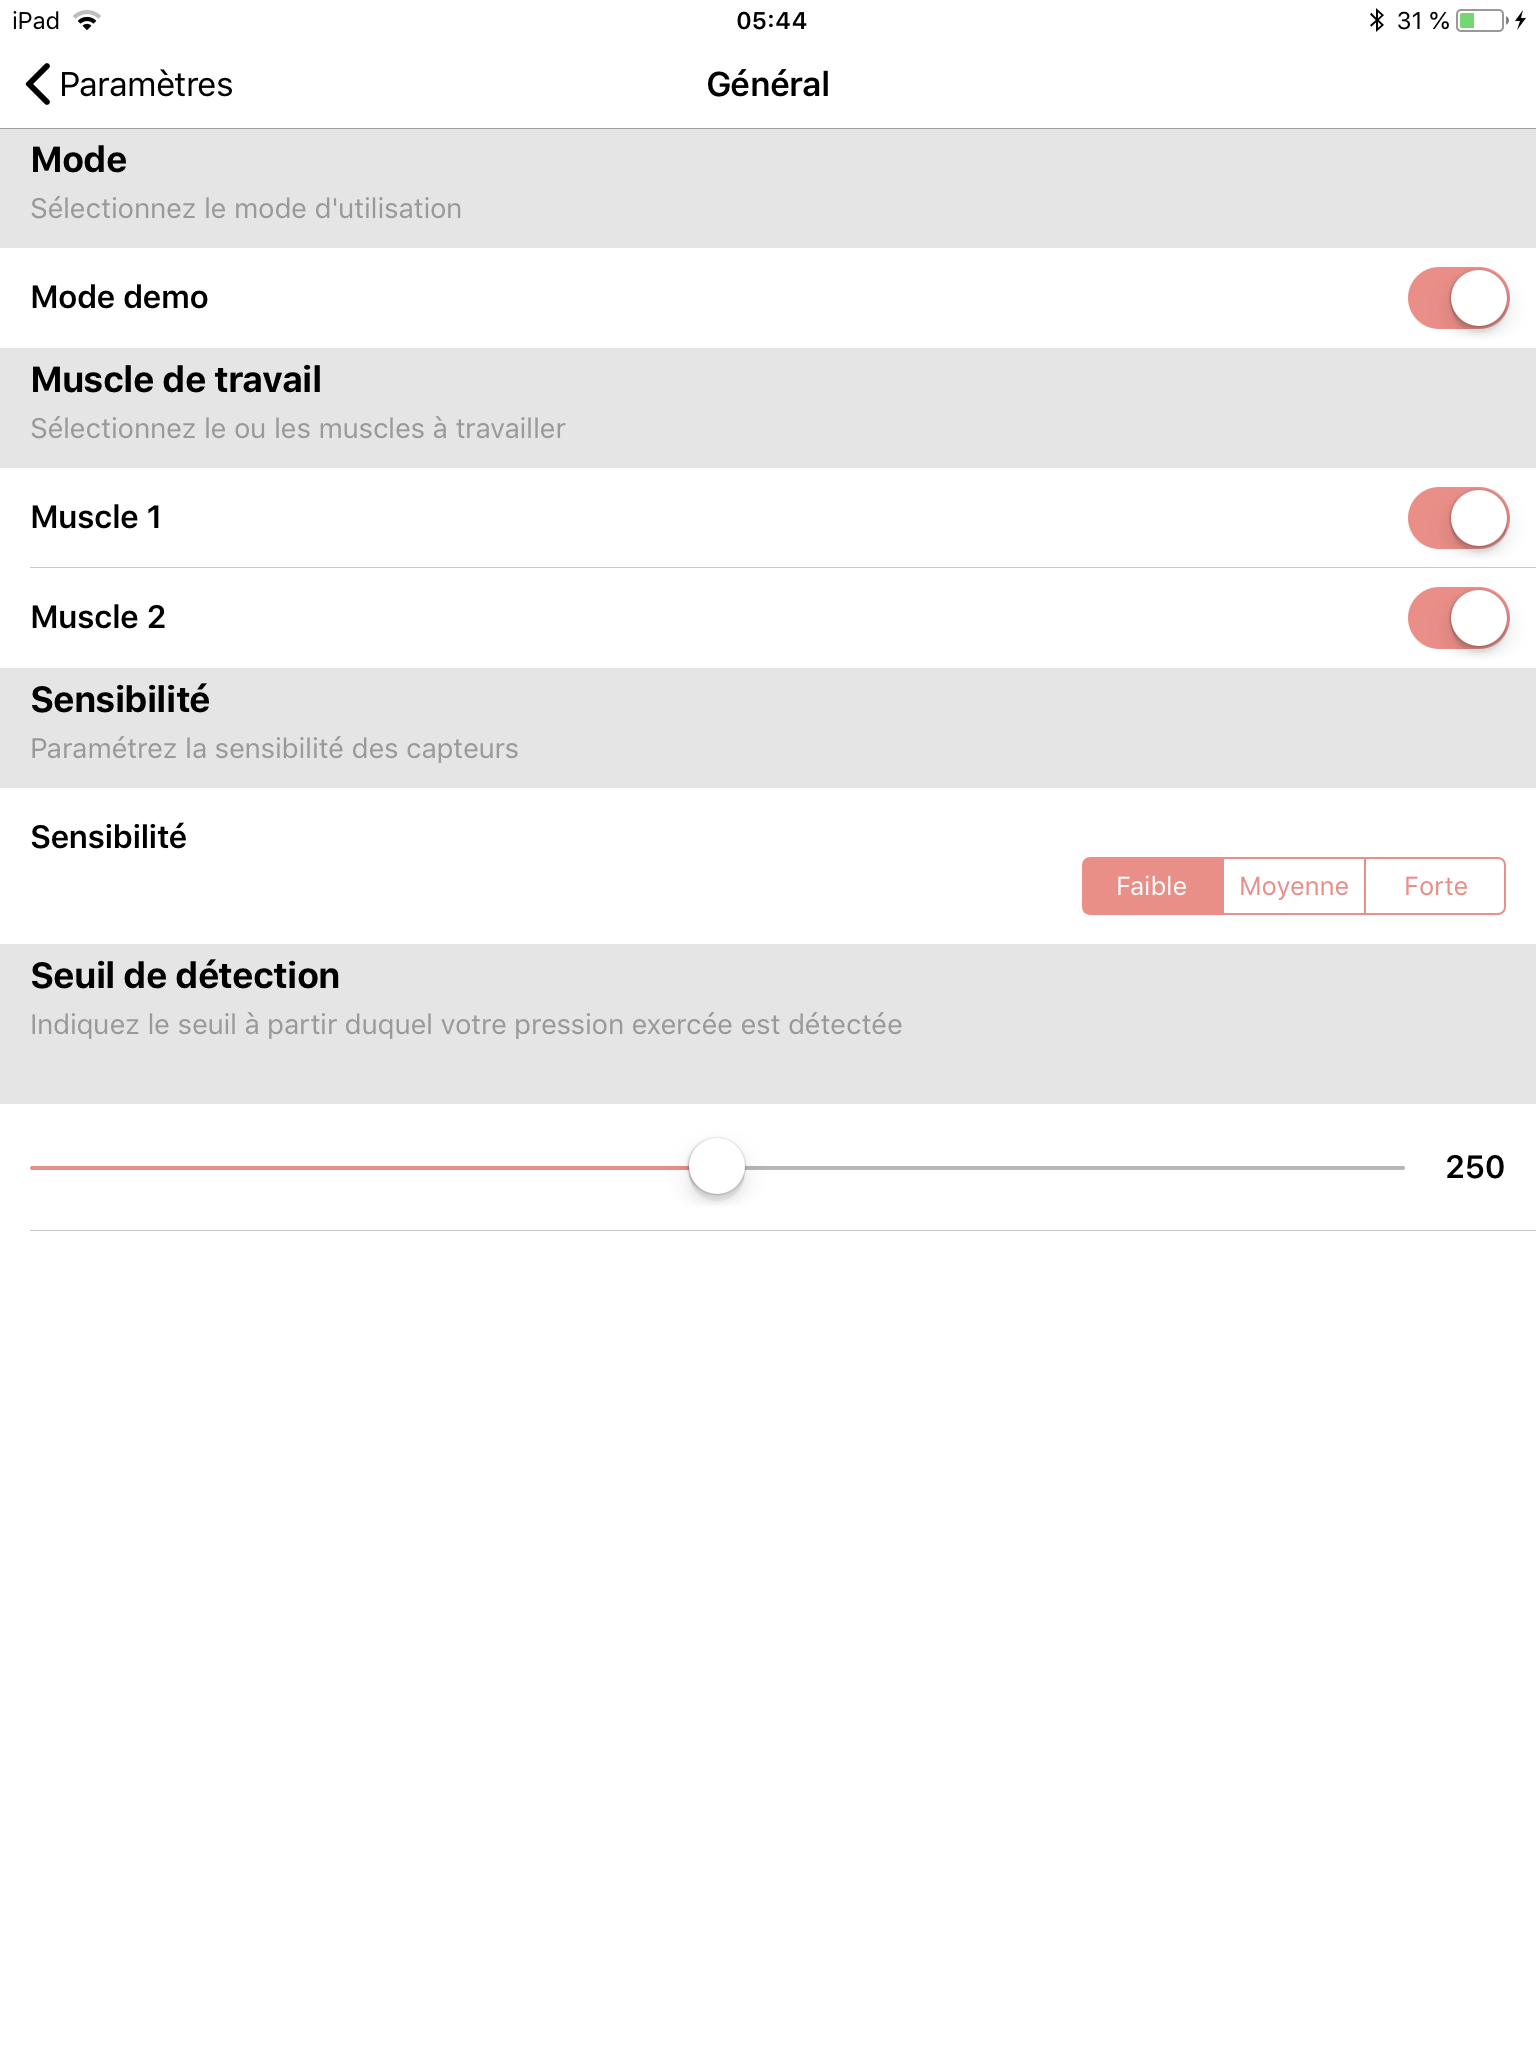 iPad 05:44 31 %
Paramètres Général
Mode
Sélectionnez le mode d'utilisation
Mode demo
Muscle de travail
Sélectionnez le ou les muscles à travailler
Muscle 1
Muscle 2
Sensibilité
Paramétrez la sensibilité des capteurs
Sensibilité
Faible Moyenne Forte
Seuil de détection
Indiquez le seuil à partir duquel votre pression exercée est détectée
250